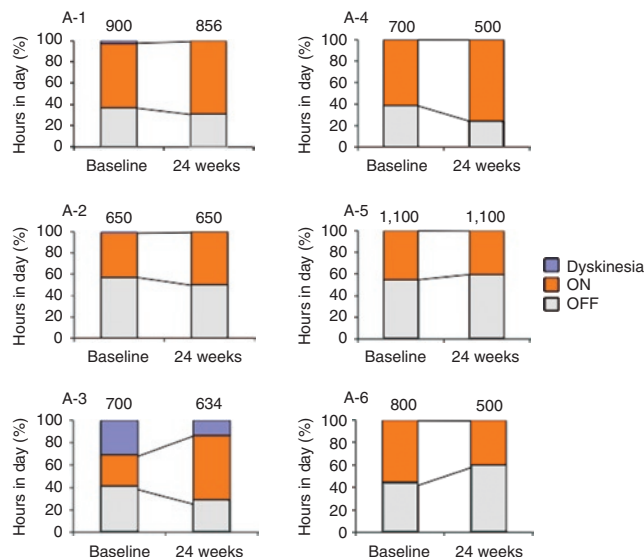 A-1 900 856
100
80
60
40
20
0
Hours in day (%)
Baseline 24 weeks
A-4 700 500
100
80
60
40
20
0
Hours in day (%)
Baseline 24 weeks
A-2 650 650
100
80
60
40
20
0
Hours in day (%)
Baseline 24 weeks
A-5 1,100 1,100
100
80
60
40
20
0
Hours in day (%)
Baseline 24 weeks
Dyskinesia
ON
OFF
A-3 700 634
100
80
60
40
20
0
Hours in day (%)
Baseline 24 weeks
A-6 800 500
100
80
60
40
20
0
Hours in day (%)
Baseline 24 weeks